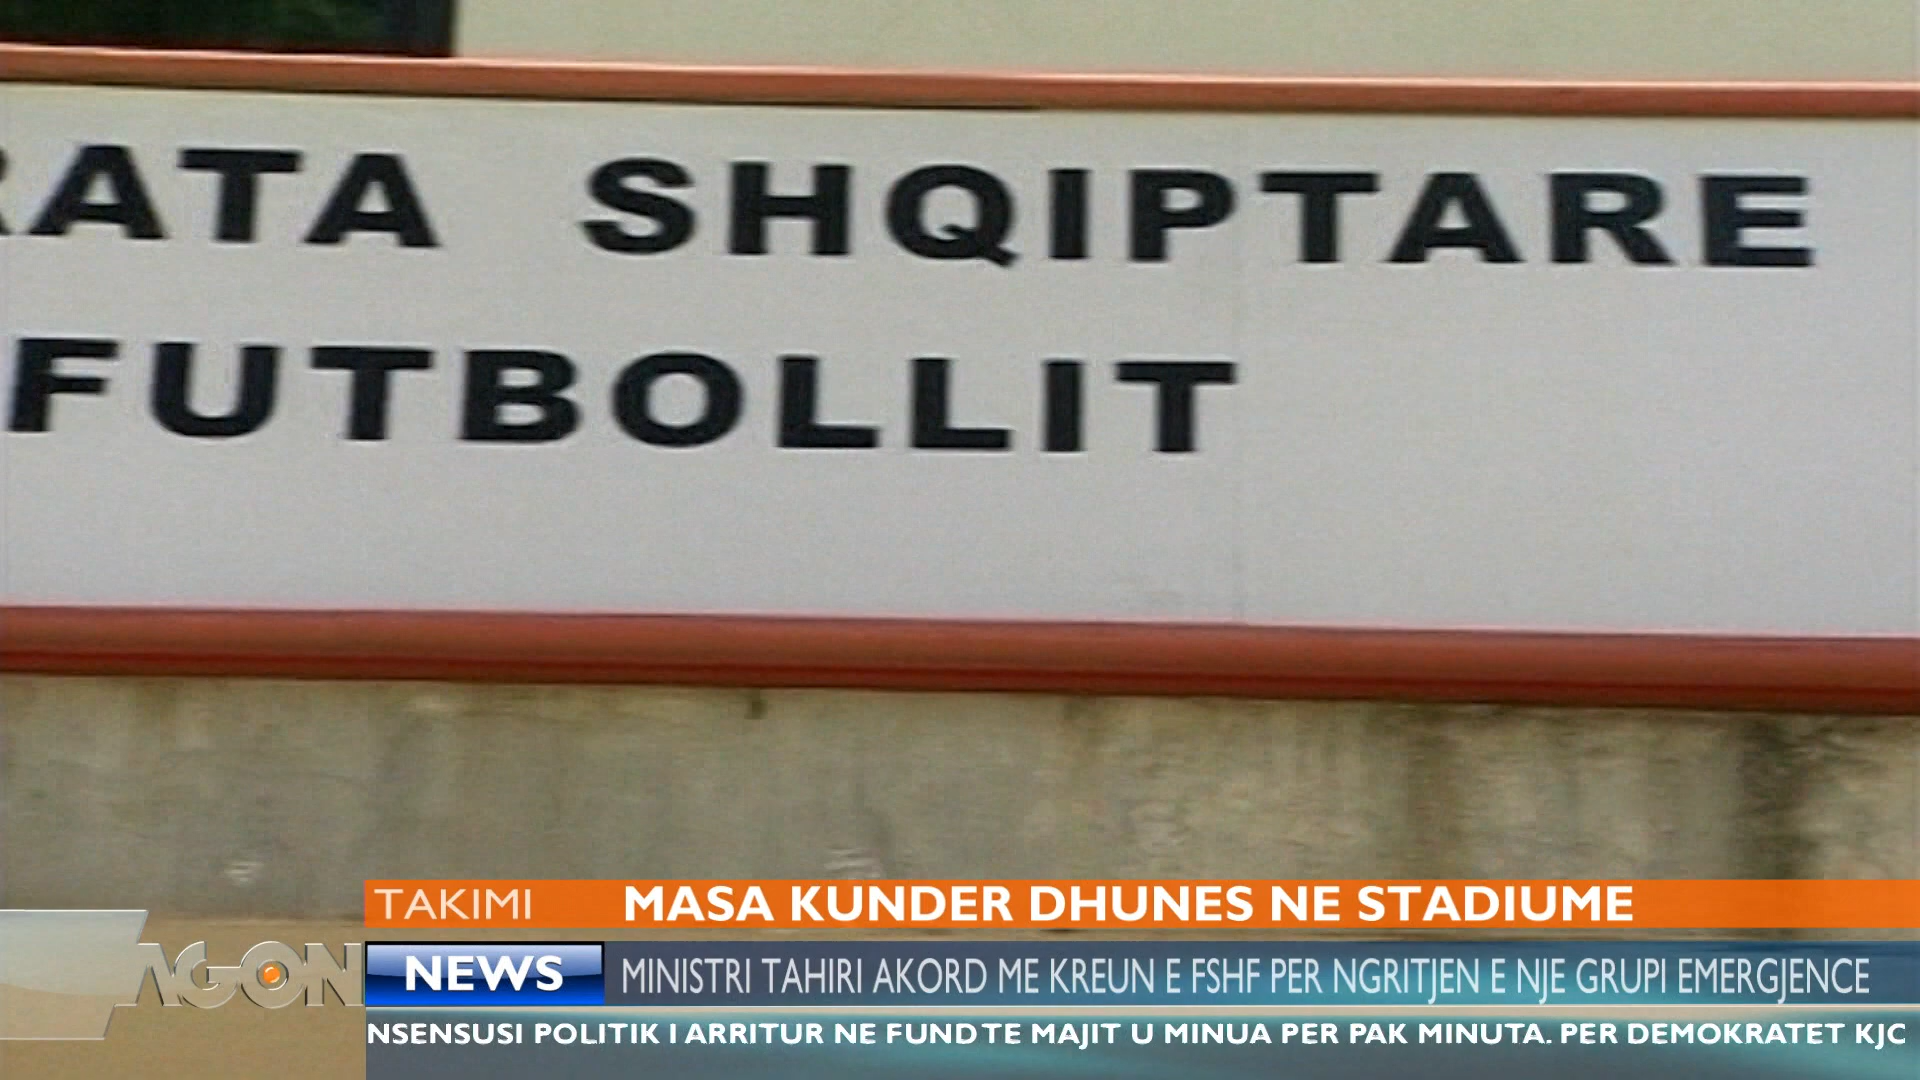 RATA SHQIPTARE
FUTBOLLIT
TAKIMI MASA KUNDER DHUNES NE STADIUME
AGON
NEWS MINISTRI TAHIRI AKORD ME KREUN E FSHF PER NGRITJEN E NJE GRUPI EMERGJENCE
NSENSUSI POLITIK I ARRITUR NE FUND TE MAJIT U MINUA PER PAK MINUTA. PER DEMOKRATET KJO